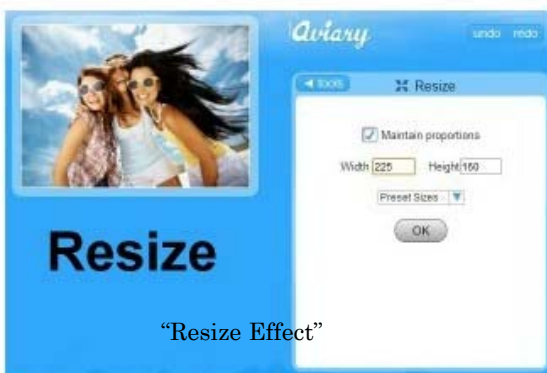 aviary
undo redo
tools
Resize
Maintain proportions
Width 225 Height 160
Preset Sizes
OK
Resize
“Resize Effect”